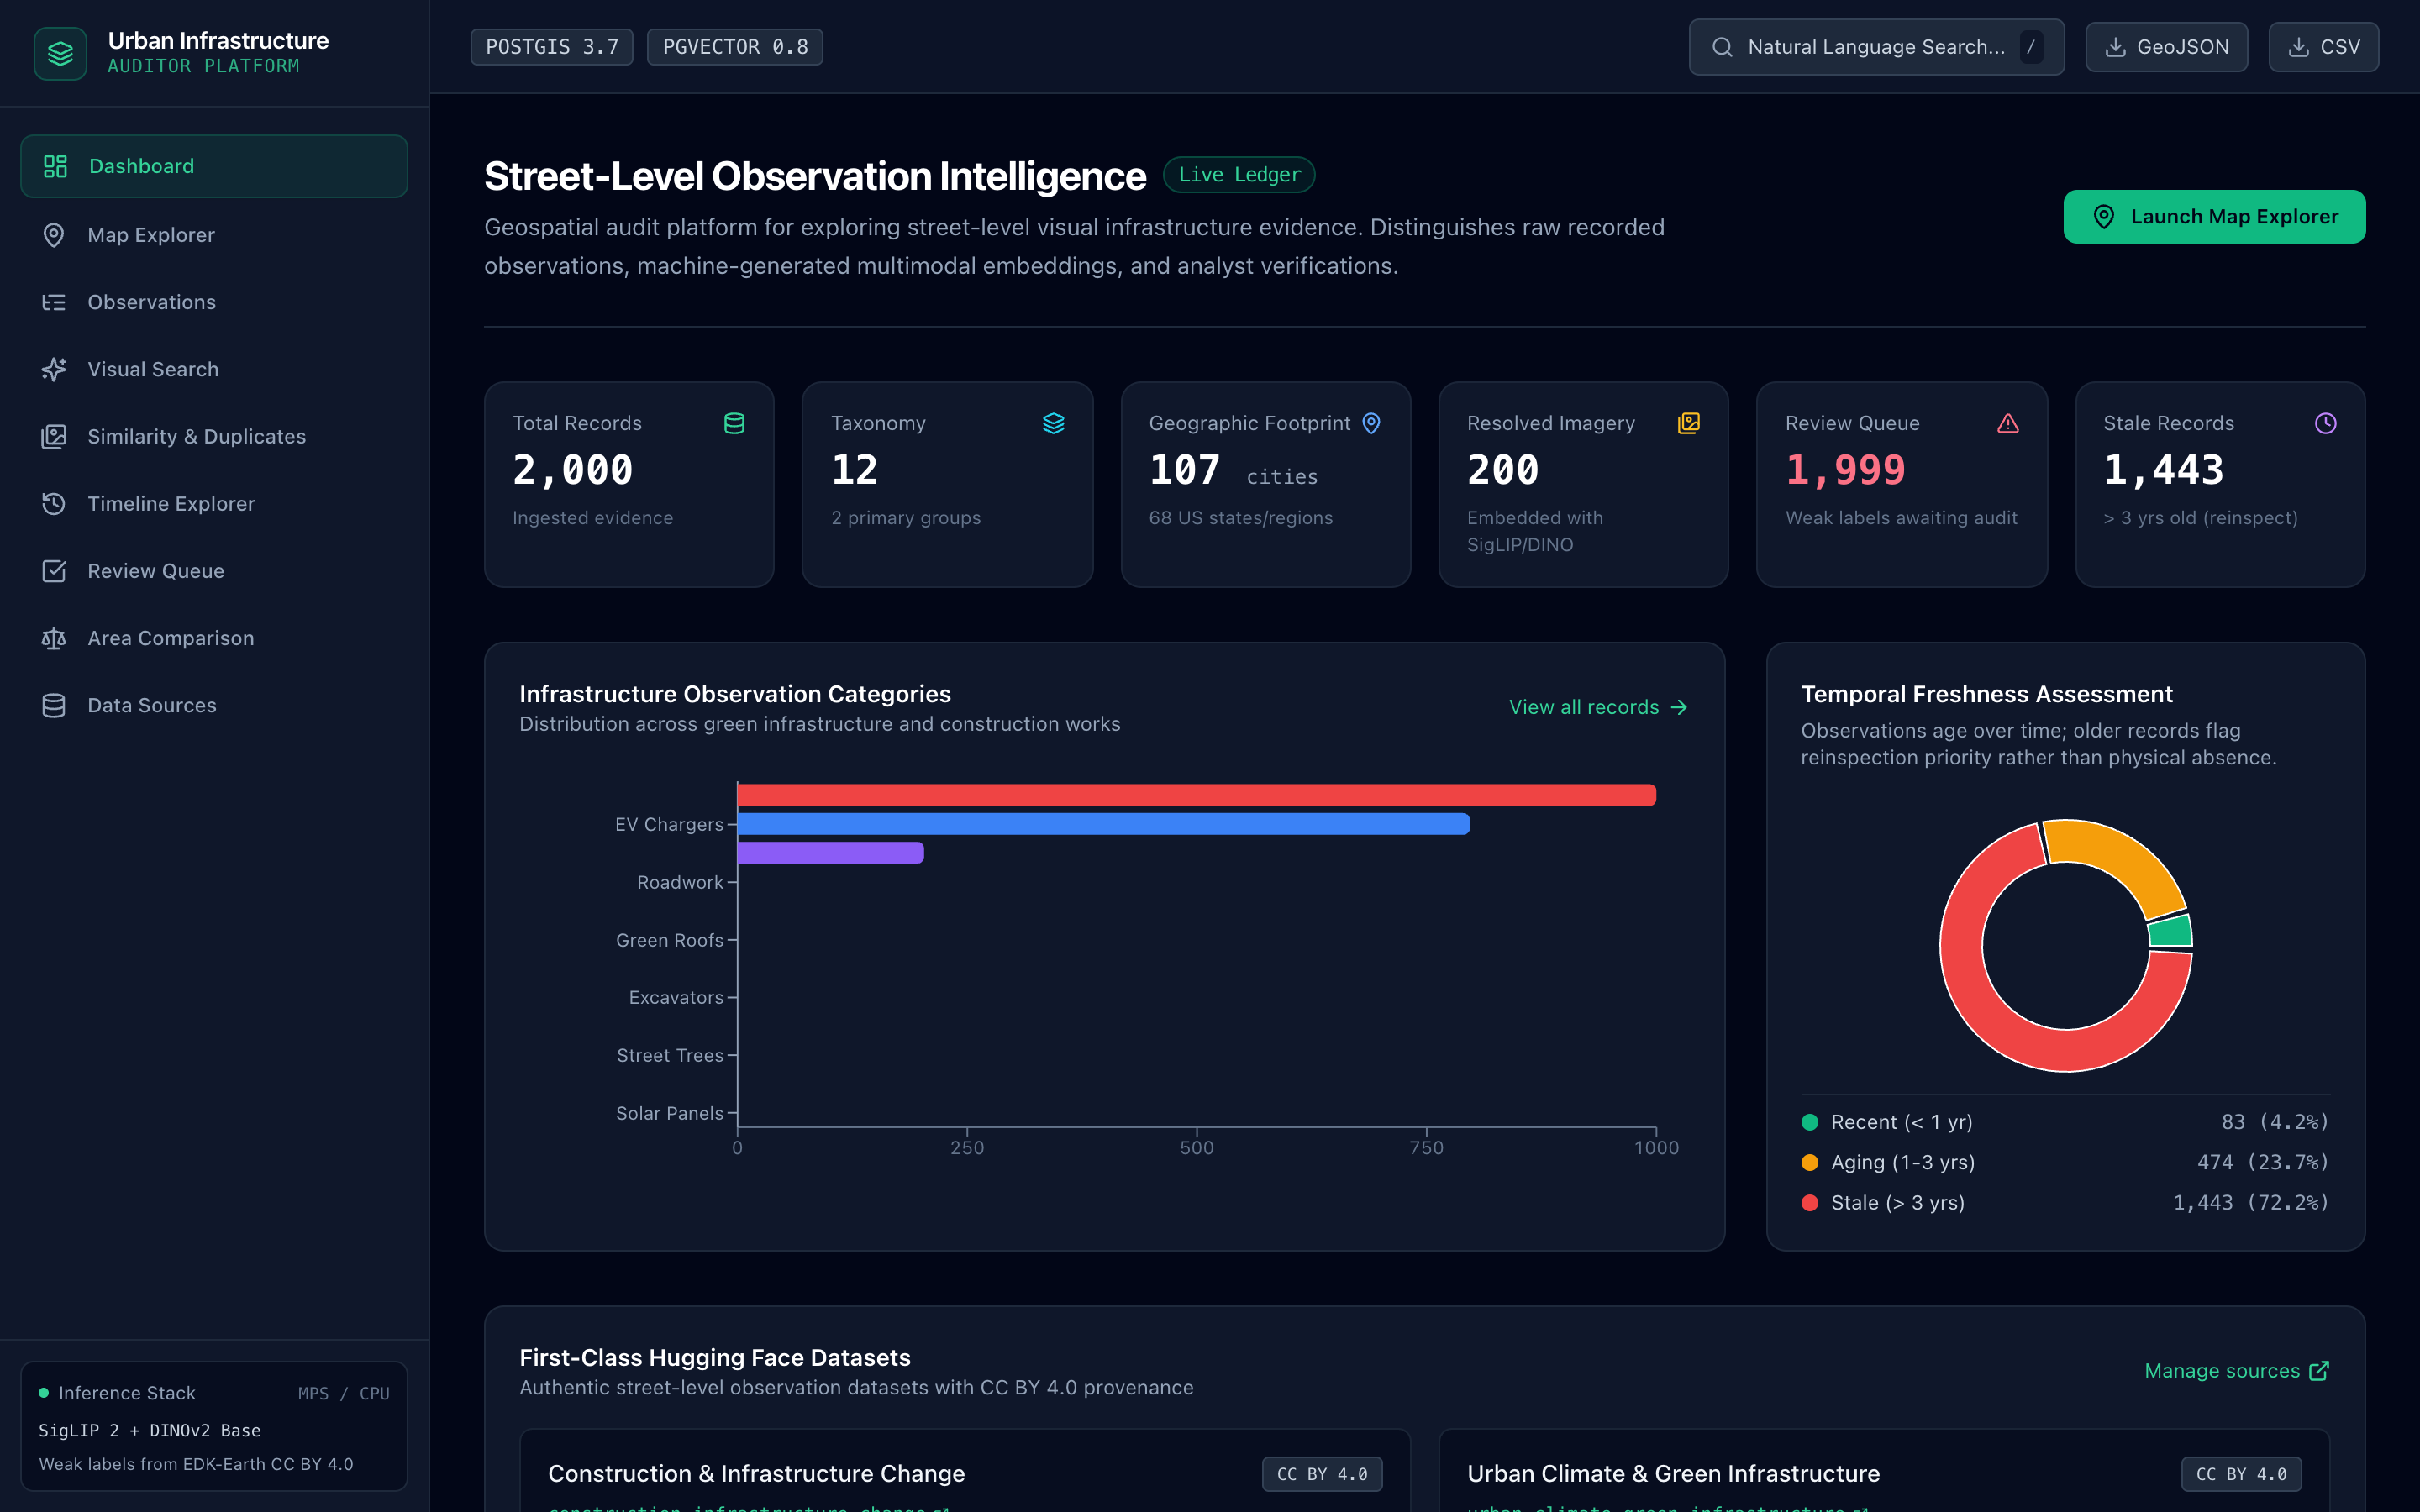 Urban Infrastructure
AUDITOR PLATFORM
POSTGIS 3.7
PGVECTOR 0.8
Natural Language Search... /
GeoJSON
CSV
Dashboard
Map Explorer
Observations
Visual Search
Similarity & Duplicates
Timeline Explorer
Review Queue
Area Comparison
Data Sources
Inference Stack MPS / CPU
SigLIP 2 + DINOv2 Base
Weak labels from EDK-Earth CC BY 4.0
Street-Level Observation Intelligence
Live Ledger
Geospatial audit platform for exploring street-level visual infrastructure evidence. Distinguishes raw recorded
observations, machine-generated multimodal embeddings, and analyst verifications.
Launch Map Explorer
Total Records
2,000
Ingested evidence
Taxonomy
12
2 primary groups
Geographic Footprint
107 cities
68 US states/regions
Resolved Imagery
200
Embedded with
SigLIP/DINO
Review Queue
1,999
Weak labels awaiting audit
Stale Records
1,443
> 3 yrs old (reinspect)
Infrastructure Observation Categories
Distribution across green infrastructure and construction works
View all records
EV Chargers
Roadwork
Green Roofs
Excavators
Street Trees
Solar Panels
0 250 500 750 1000
Temporal Freshness Assessment
Observations age over time; older records flag
reinspection priority rather than physical absence.
Recent (< 1 yr) 83 (4.2%)
Aging (1-3 yrs) 474 (23.7%)
Stale (> 3 yrs) 1,443 (72.2%)
First-Class Hugging Face Datasets
Authentic street-level observation datasets with CC BY 4.0 provenance
Manage sources
Construction & Infrastructure Change
CC BY 4.0
Urban Climate & Green Infrastructure
CC BY 4.0